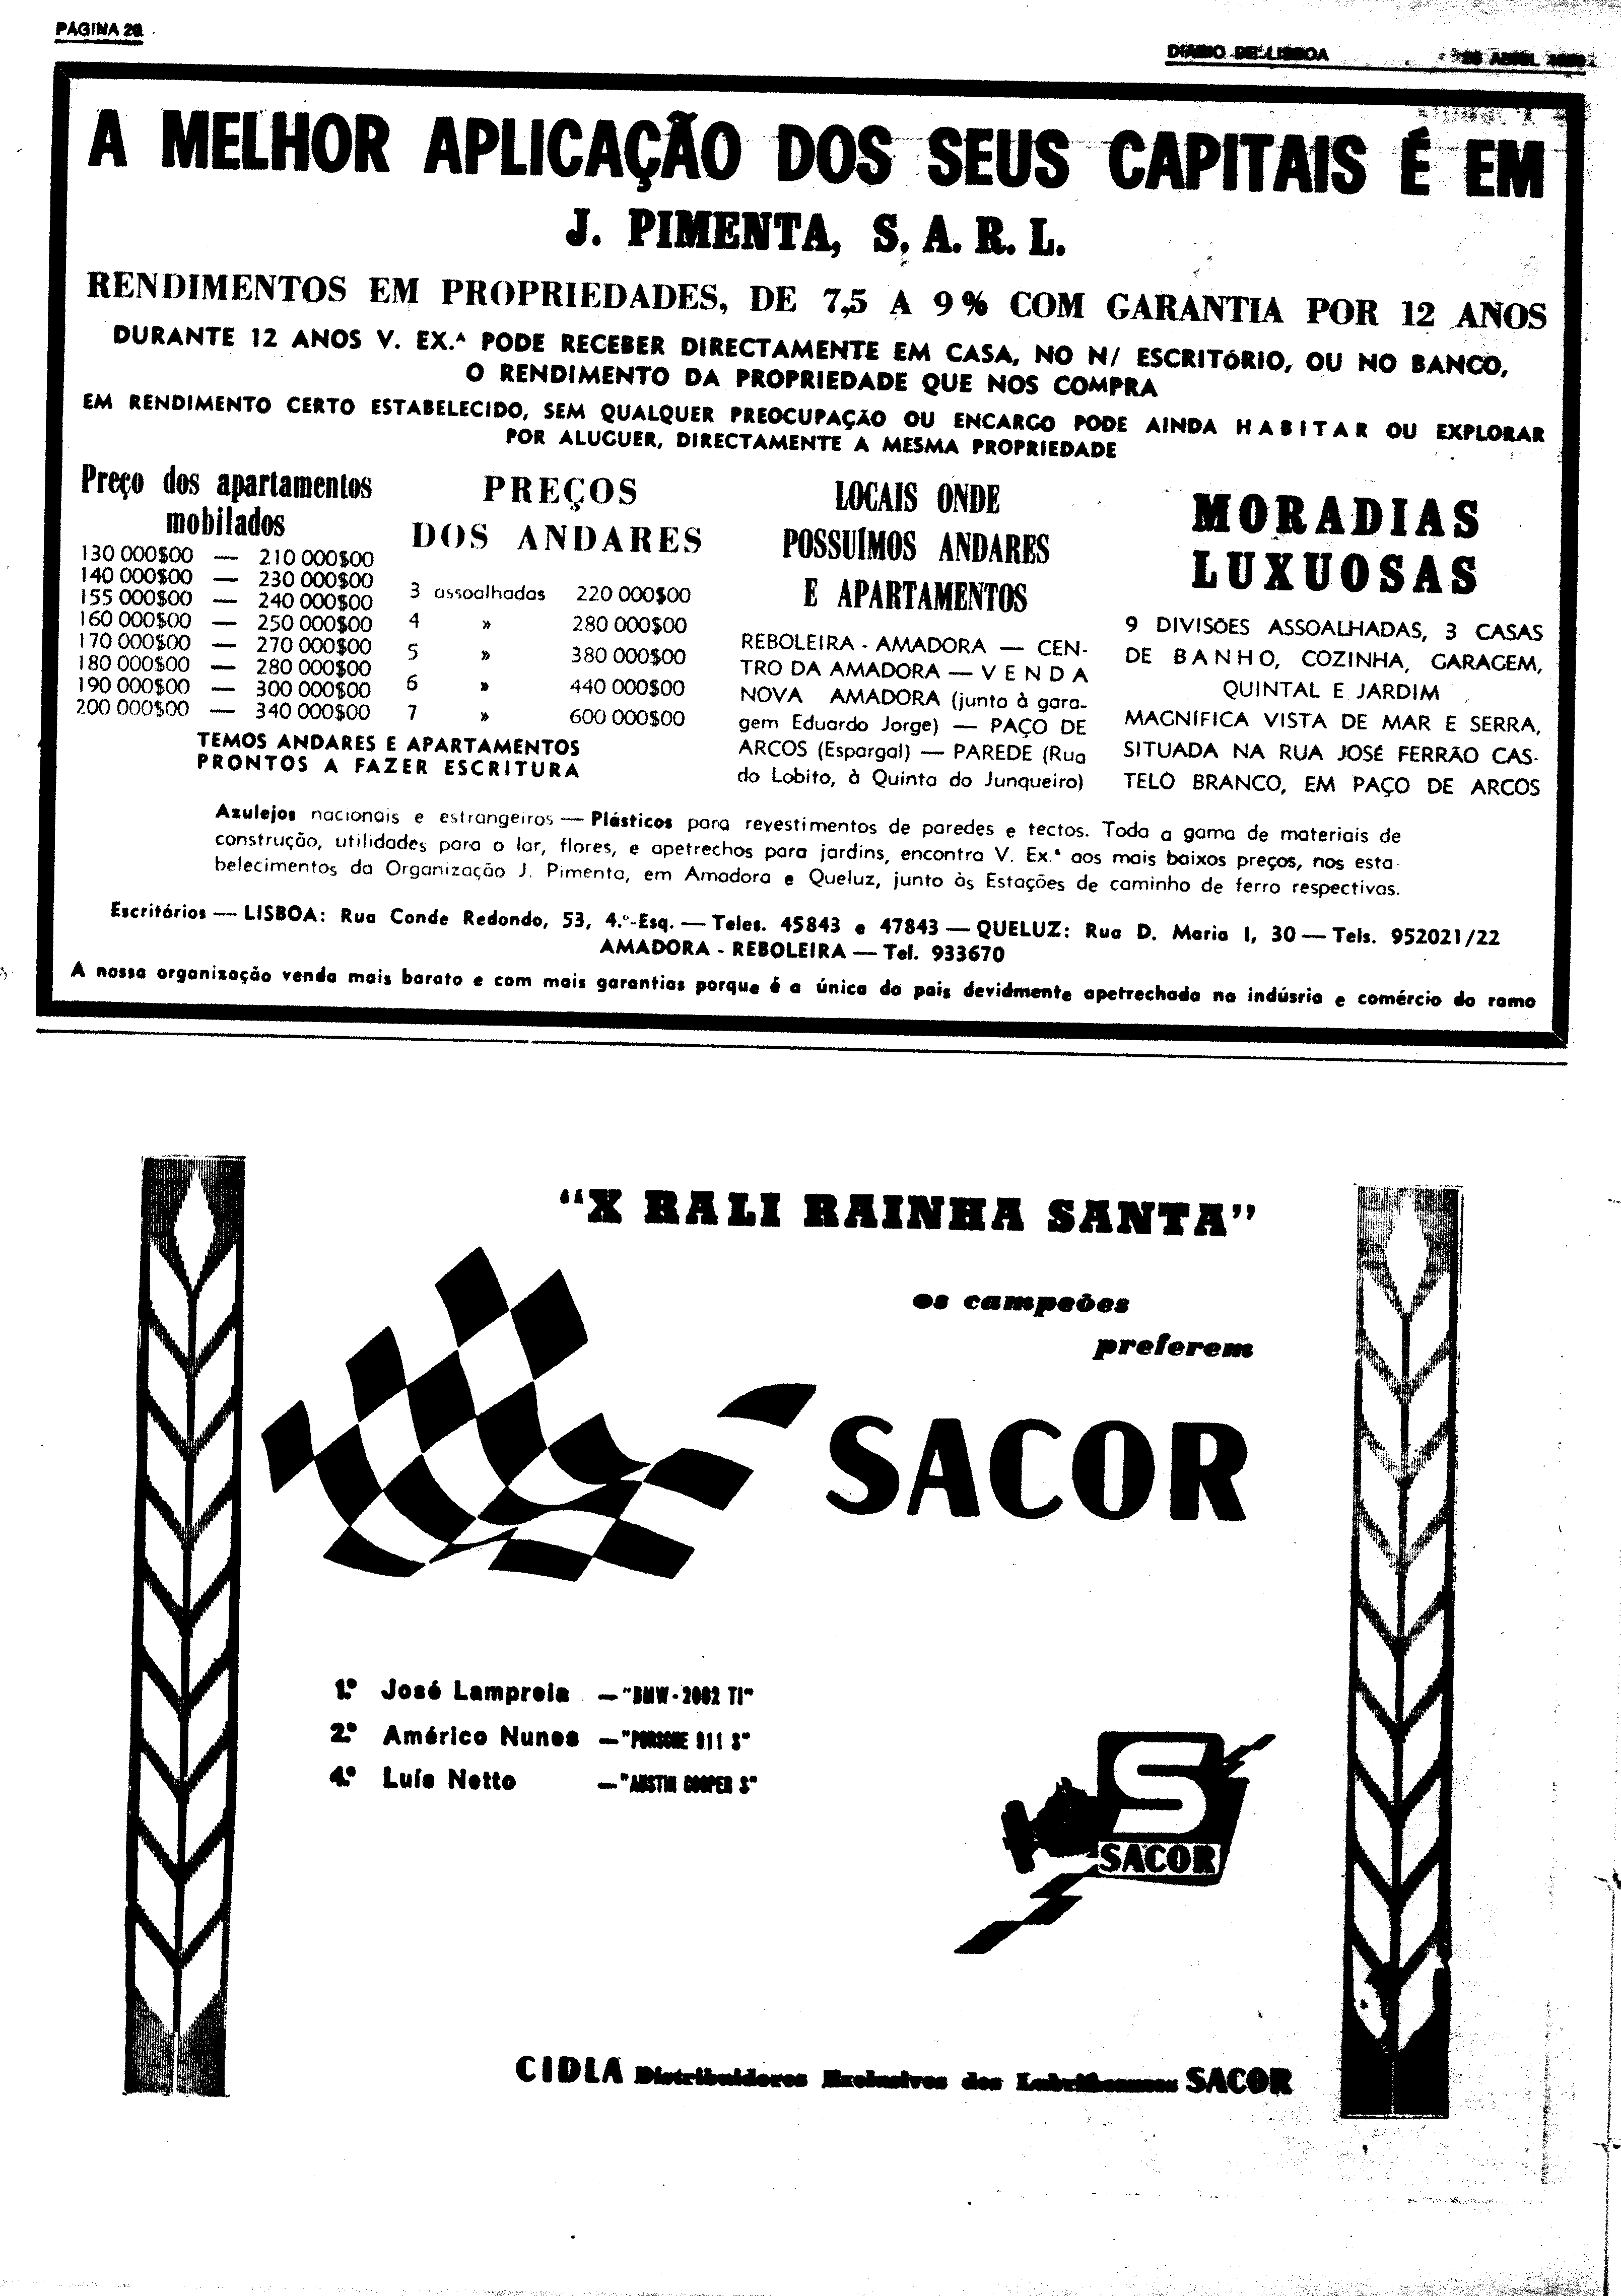 PÁGINA 20
DIARIO DE LISBOA
A MELHOR APLICAÇÃO DOS SEUS CAPITAIS É EM
J. PIMENTA, S. A. R. L.
RENDIMENTOS EM PROPRIEDADES, DE 7,5 A 9% COM GARANTIA POR 12 ANOS
DURANTE 12 ANOS V. EX.ª PODE RECEBER DIRECTAMENTE EM CASA, NO N/ ESCRITÓRIO, OU NO BANCO,
O RENDIMENTO DA PROPRIEDADE QUE NOS COMPRA
EM RENDIMENTO CERTO ESTABELECIDO, SEM QUALQUER PREOCUPAÇÃO OU ENCARGO PODE AINDA HABITAR OU EXPLORAR
POR ALUGUER, DIRECTAMENTE A MESMA PROPRIEDADE
Preço dos apartamentos
mobilados
130 000$00 — 210 000$00
140 000$00 — 230 000$00
155 000$00 — 240 000$00
160 000$00 — 250 000$00
170 000$00 — 270 000$00
180 000$00 — 280 000$00
190 000$00 — 300 000$00
200 000$00 — 340 000$00
PREÇOS
DOS ANDARES
3 assoalhadas 220 000$00
4 » 280 000$00
5 » 380 000$00
6 » 440 000$00
7 » 600 000$00
TEMOS ANDARES E APARTAMENTOS
PRONTOS A FAZER ESCRITURA
LOCAIS ONDE
POSSUÍMOS ANDARES
E APARTAMENTOS
REBOLEIRA - AMADORA — CEN-
TRO DA AMADORA — VENDA
NOVA AMADORA (junto à gara-
gem Eduardo Jorge) — PAÇO DE
ARCOS (Espargal) — PAREDE (Rua
do Lobito, à Quinta do Junqueiro)
MORADIAS
LUXUOSAS
9 DIVISÕES ASSOALHADAS, 3 CASAS
DE BANHO, COZINHA, GARAGEM,
QUINTAL E JARDIM
MAGNÍFICA VISTA DE MAR E SERRA,
SITUADA NA RUA JOSÉ FERRÃO CAS-
TELO BRANCO, EM PAÇO DE ARCOS
Azulejos nacionais e estrangeiros — Plásticos para revestimentos de paredes e tectos. Toda a gama de materiais de
construção, utilidades para o lar, flores, e apetrechos para jardins, encontra V. Ex.ª aos mais baixos preços, nos esta-
belecimentos da Organização J. Pimenta, em Amadora e Queluz, junto às Estações de caminho de ferro respectivas.
Escritórios — LISBOA: Rua Conde Redondo, 53, 4.º-Esq. — Teles. 45843 e 47843 — QUELUZ: Rua D. Maria I, 30 — Tels. 952021/22
AMADORA - REBOLEIRA — Tel. 933670
A nossa organização venda mais barato e com mais garantias porque é a única do país devidmente apetrechada na indúsria e comércio do ramo
"X RALI RAINHA SANTA"
os campeões
preferem
SACOR
1.º José Lampreia — "BMW - 2002 TI"
2.º Américo Nunes — "PORSCHE 911 S"
4.º Luís Netto — "AUSTIN COOPER S"
S
SACOR
CIDLA Distribuidores Exclusivos dos Lubrificantes SACOR